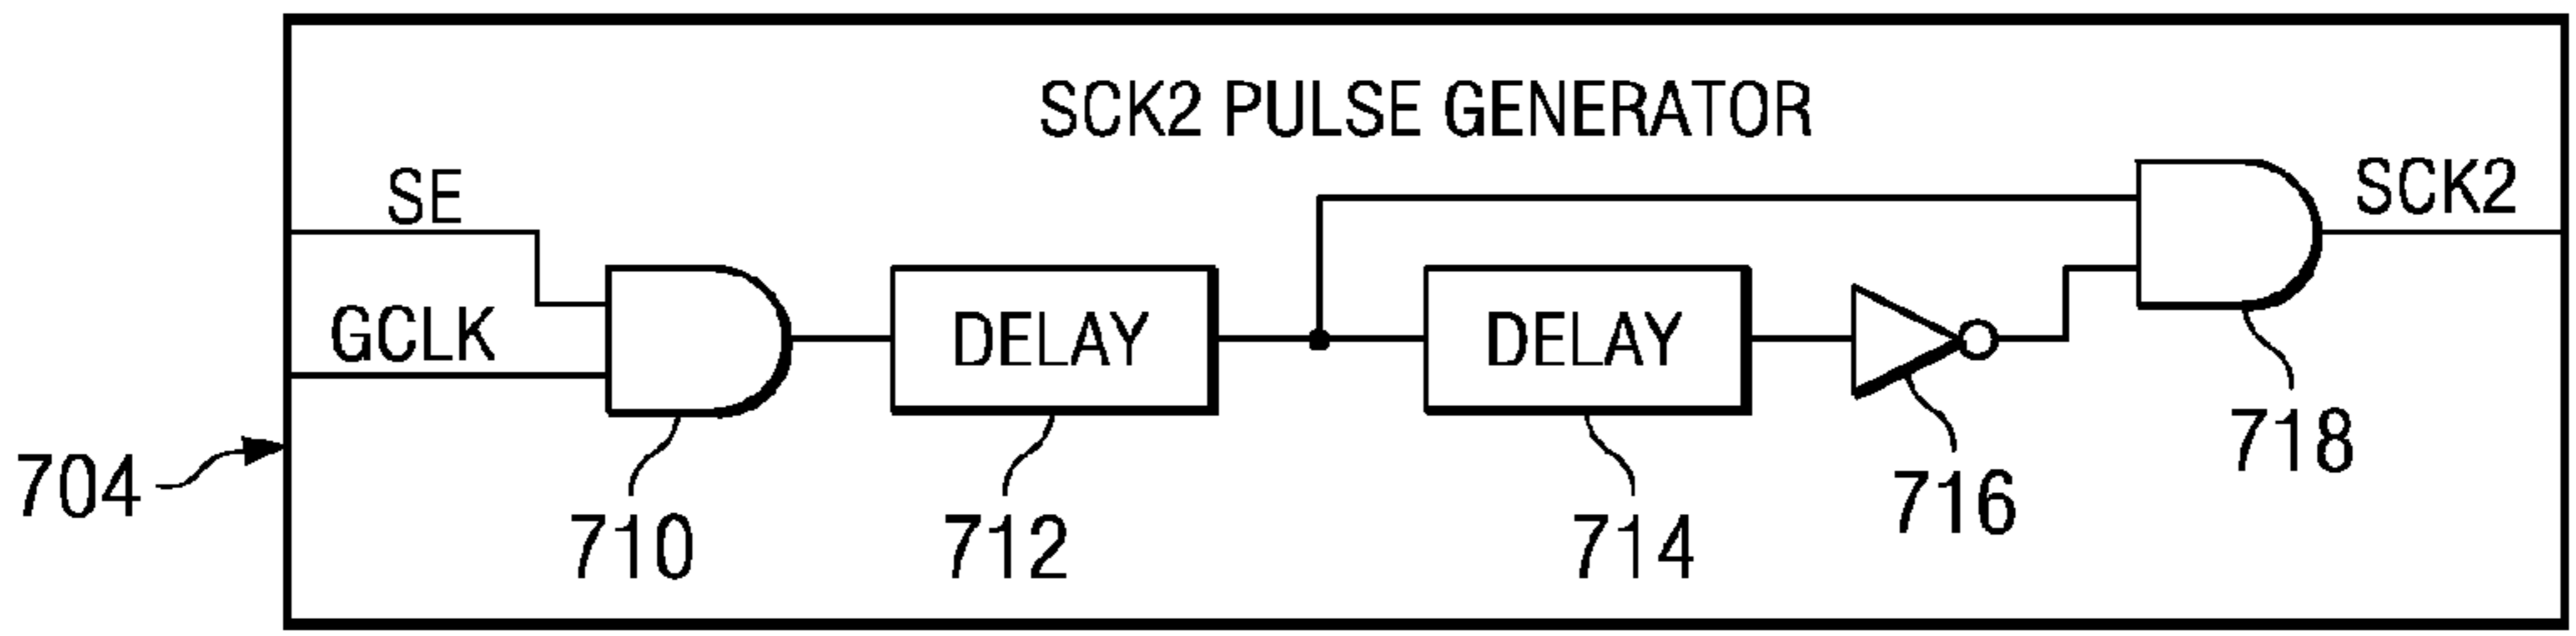 SCK2 PULSE GENERATOR
SE
SCK2
GCLK
DELAY
DELAY
704
710
712
714
716
718